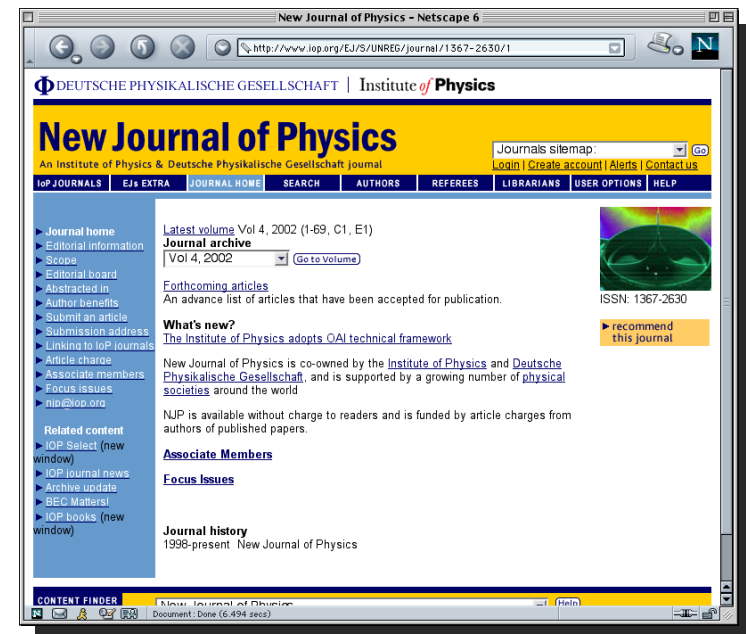 New Journal of Physics - Netscape 6
http://www.iop.org/EJ/S/UNREG/journal/1367-2630/1
N
DEUTSCHE PHYSIKALISCHE GESELLSCHAFT | Institute of Physics
New Journal of Physics
An Institute of Physics & Deutsche Physikalische Gesellschaft journal
Journals sitemap:
Go
Login | Create account | Alerts | Contact us
IoP JOURNALS EJs EXTRA JOURNAL HOME SEARCH AUTHORS REFEREES LIBRARIANS USER OPTIONS HELP
Journal home
Editorial information
Scope
Editorial board
Abstracted in
Author benefits
Submit an article
Submission address
Linking to IoP journals
Article charge
Associate members
Focus issues
njp@iop.org
Related content
IOP Select (new
window)
IOP journal news
Archive update
BEC Matters!
IOP books (new
window)
Latest volume Vol 4, 2002 (1-69, C1, E1)
Journal archive
Vol 4, 2002 Go to Volume
Forthcoming articles
An advance list of articles that have been accepted for publication.
What's new?
The Institute of Physics adopts OAI technical framework
New Journal of Physics is co-owned by the Institute of Physics and Deutsche
Physikalische Gesellschaft, and is supported by a growing number of physical
societies around the world
NJP is available without charge to readers and is funded by article charges from
authors of published papers.
Associate Members
Focus Issues
Journal history
1998-present New Journal of Physics
ISSN: 1367-2630
recommend
this journal
CONTENT FINDER
New Journal of Physics Help
N
Document: Done (6.494 secs)